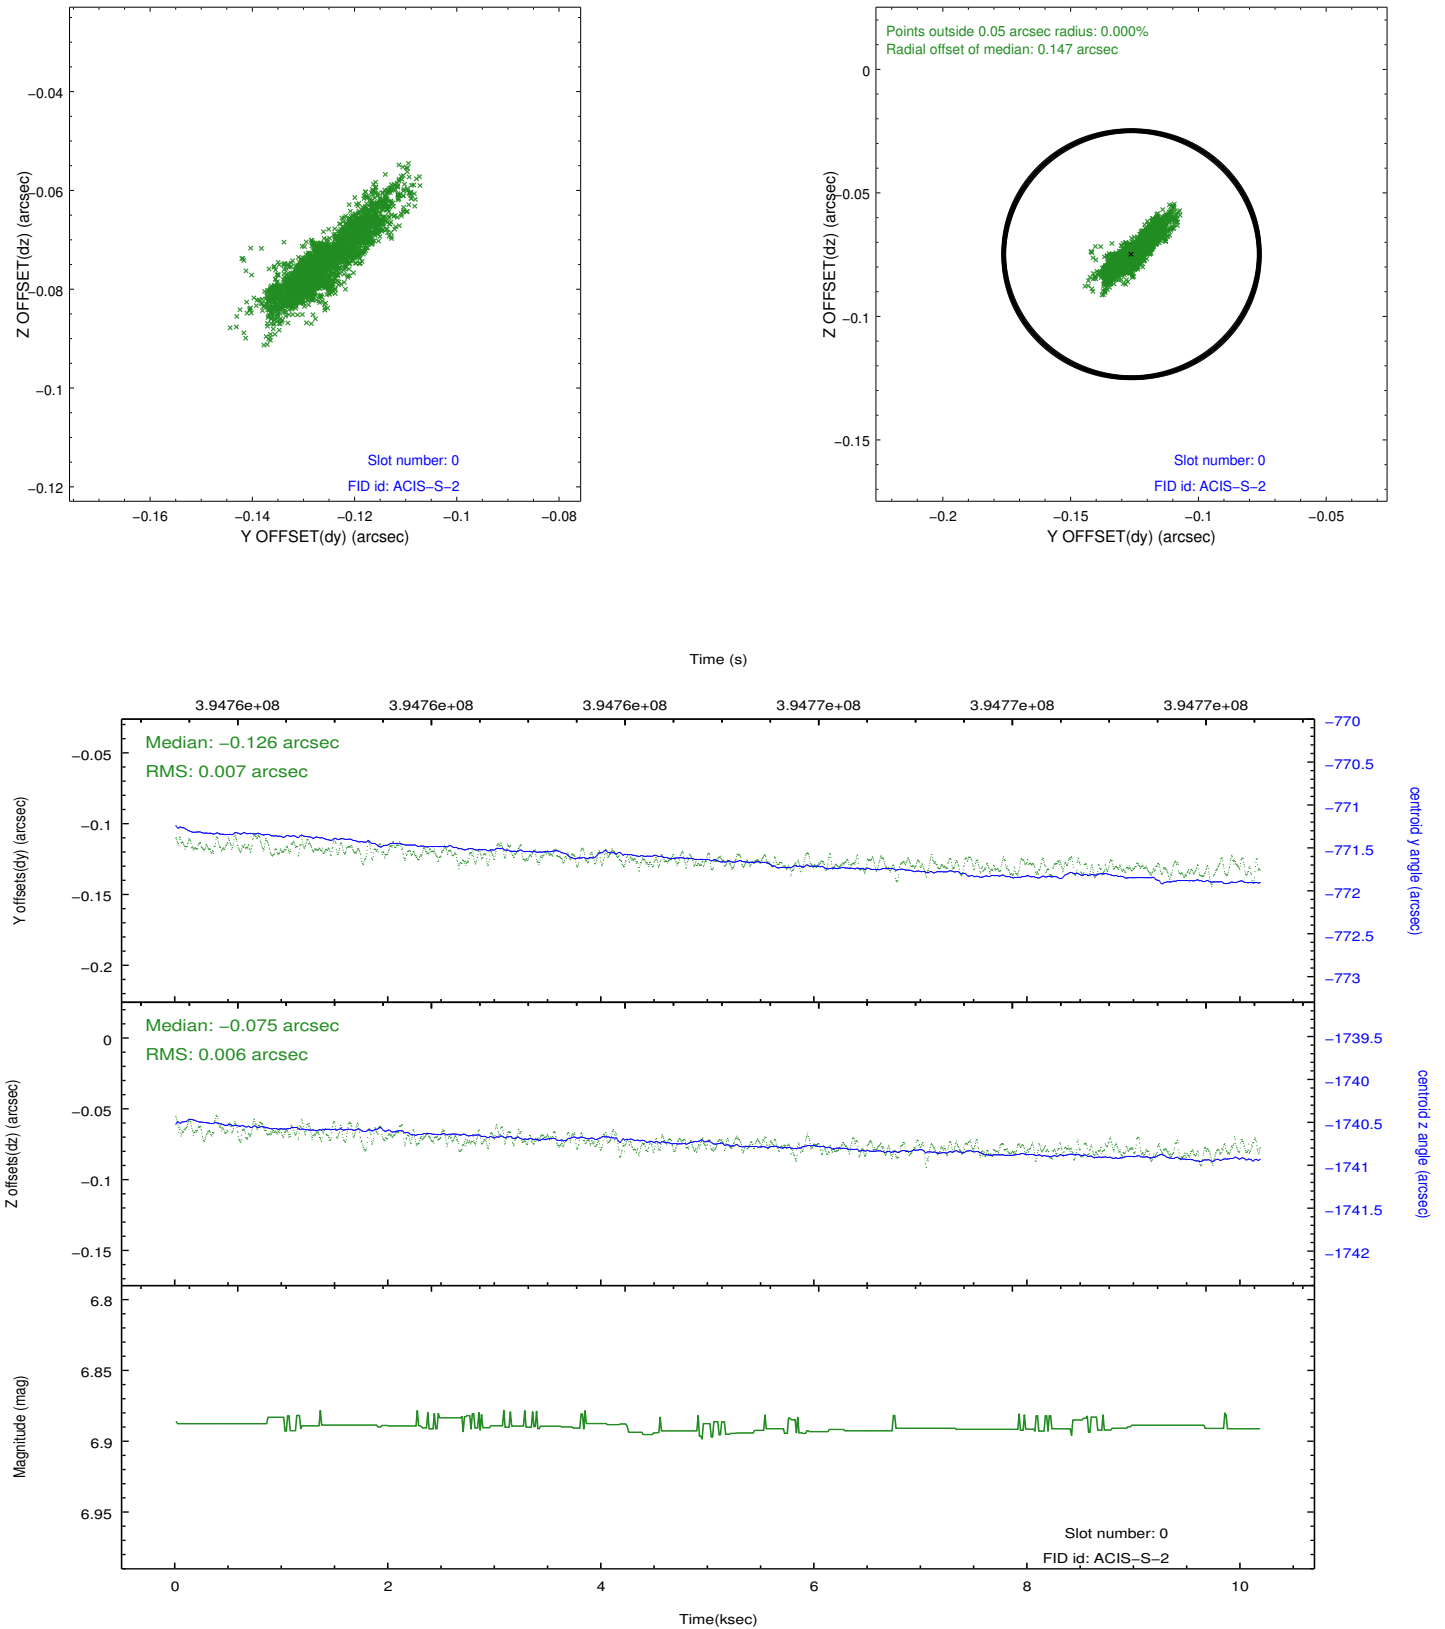 −0.04
−0.06
−0.08
−0.1
−0.12
Z OFFSET(dz) (arcsec)
Slot number: 0
FID id: ACIS−S−2
−0.16
−0.14
−0.12
−0.1
−0.08
Y OFFSET(dy) (arcsec)
Points outside 0.05 arcsec radius: 0.000%
Radial offset of median: 0.147 arcsec
0
−0.05
−0.1
−0.15
Z OFFSET(dz) (arcsec)
Slot number: 0
FID id: ACIS−S−2
−0.2
−0.15
−0.1
−0.05
Y OFFSET(dy) (arcsec)
Time (s)
3.9476e+08
3.9476e+08
3.9476e+08
3.9477e+08
3.9477e+08
3.9477e+08
Median: −0.126 arcsec
RMS: 0.007 arcsec
−0.05
−0.1
−0.15
−0.2
Y offsets(dy) (arcsec)
−770
−770.5
−771
−771.5
−772
−772.5
−773
centroid y angle (arcsec)
Median: −0.075 arcsec
RMS: 0.006 arcsec
0
−0.05
−0.1
−0.15
Z offsets(dz) (arcsec)
−1739.5
−1740
−1740.5
−1741
−1741.5
−1742
centroid z angle (arcsec)
6.8
6.85
6.9
6.95
Magnitude (mag)
Slot number: 0
FID id: ACIS−S−2
0
2
4
6
8
10
Time(ksec)